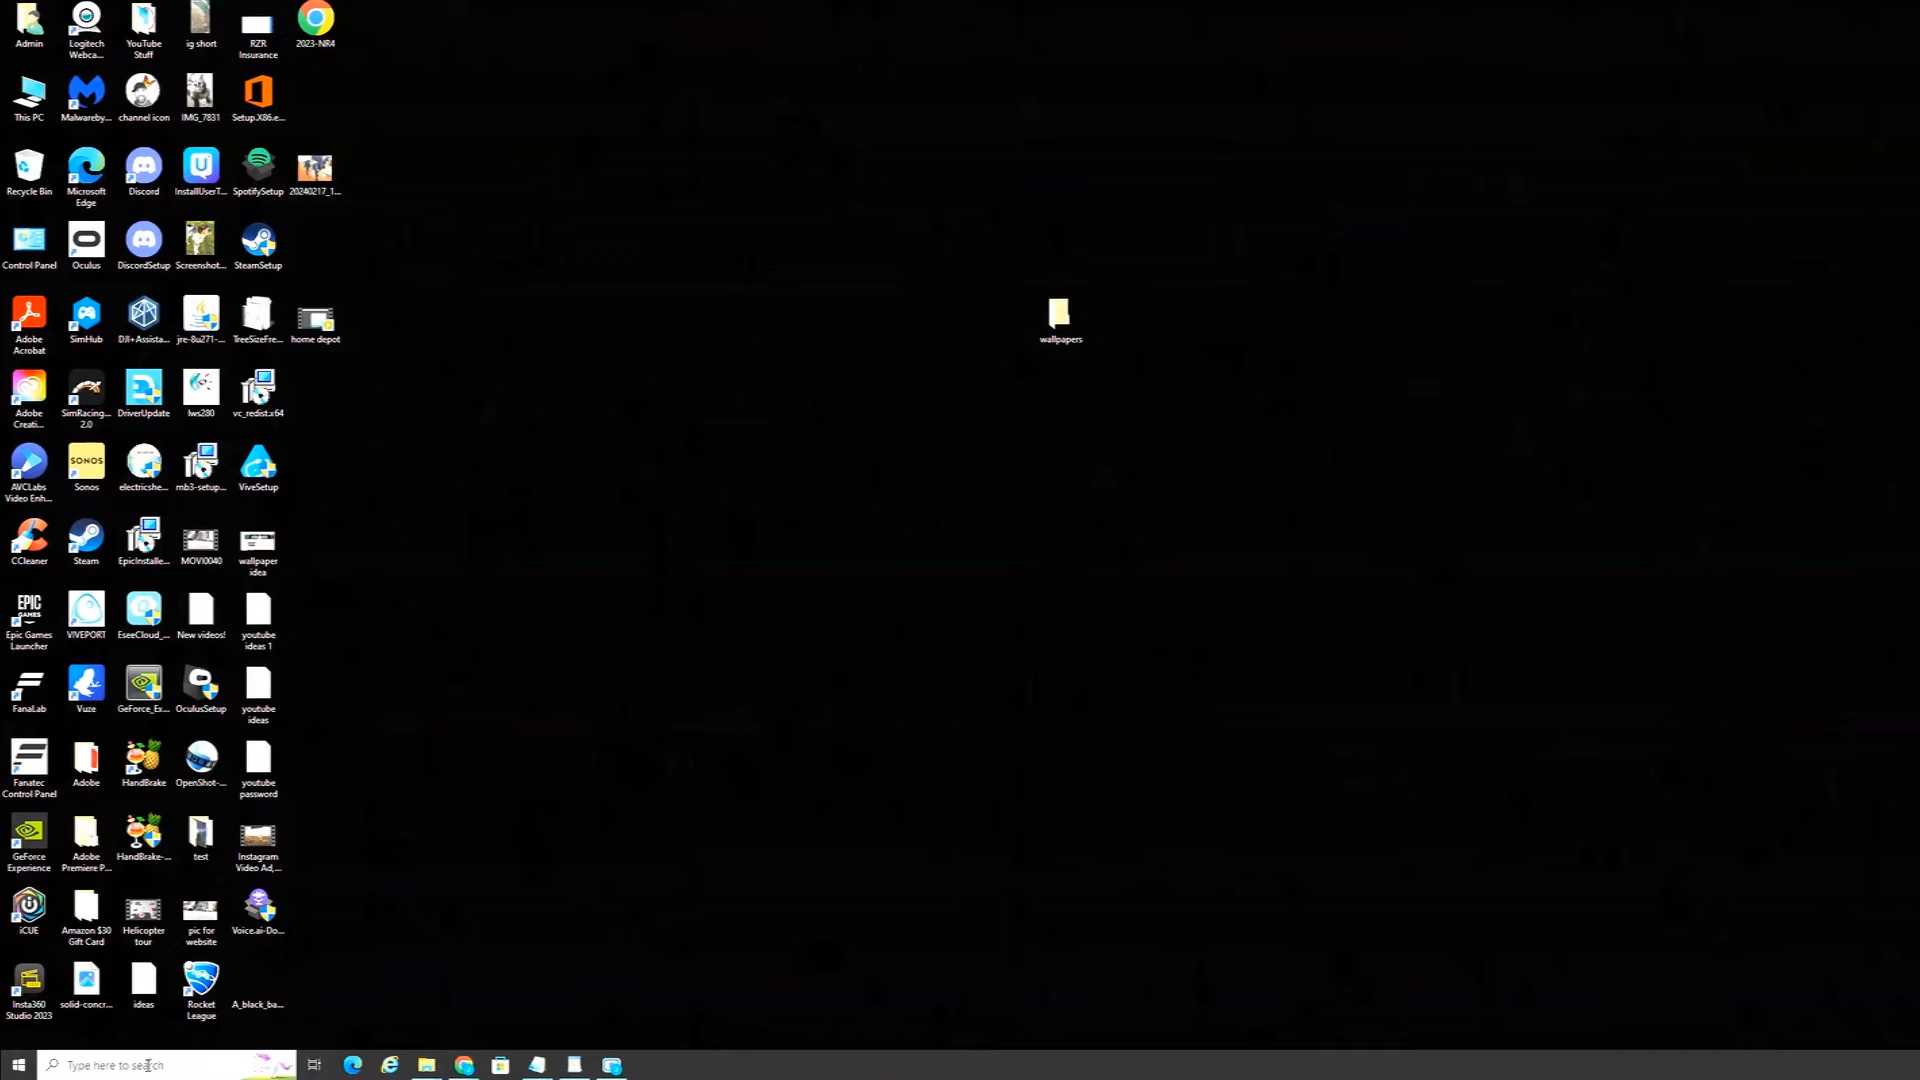 Admin
Logitech
Webca...
YouTube
Stuff
ig short
RZR
Insurance
2023-NR4
This PC
Malwareby...
channel icon
IMG_7831
Setup.X86.e...
Recycle Bin
Microsoft
Edge
Discord
InstallUserT...
SpotifySetup
20240217_1...
Control Panel
Oculus
DiscordSetup
Screenshot...
SteamSetup
Adobe
Acrobat
SimHub
DJI+Assista...
jre-8u271-...
TreeSizeFre...
home depot
wallpapers
Adobe
Creati...
SimRacing...
2.0
DriverUpdate
lws280
vc_redist.x64
AVCLabs
Video Enh...
SONOS
Sonos
electricshe...
mb3-setup...
ViveSetup
CCleaner
Steam
EpicInstalle...
MOVI0040
wallpaper
idea
EPIC
GAMES
Epic Games
Launcher
VIVEPORT
EseeCloud_...
New videos!
youtube
ideas 1
FanaLab
Vuze
GeForce_Ex...
OculusSetup
youtube
ideas
Fanatec
Control Panel
Adobe
HandBrake
OpenShot-...
youtube
password
GeForce
Experience
Adobe
Premiere P...
HandBrake-...
test
Instagram
Video Ad,...
iCUE
Amazon $30
Gift Card
Helicopter
tour
pic for
website
Voice.ai-Do...
Insta360
Studio 2023
solid-concr...
ideas
Rocket
League
A_black_ba...
Type here to search